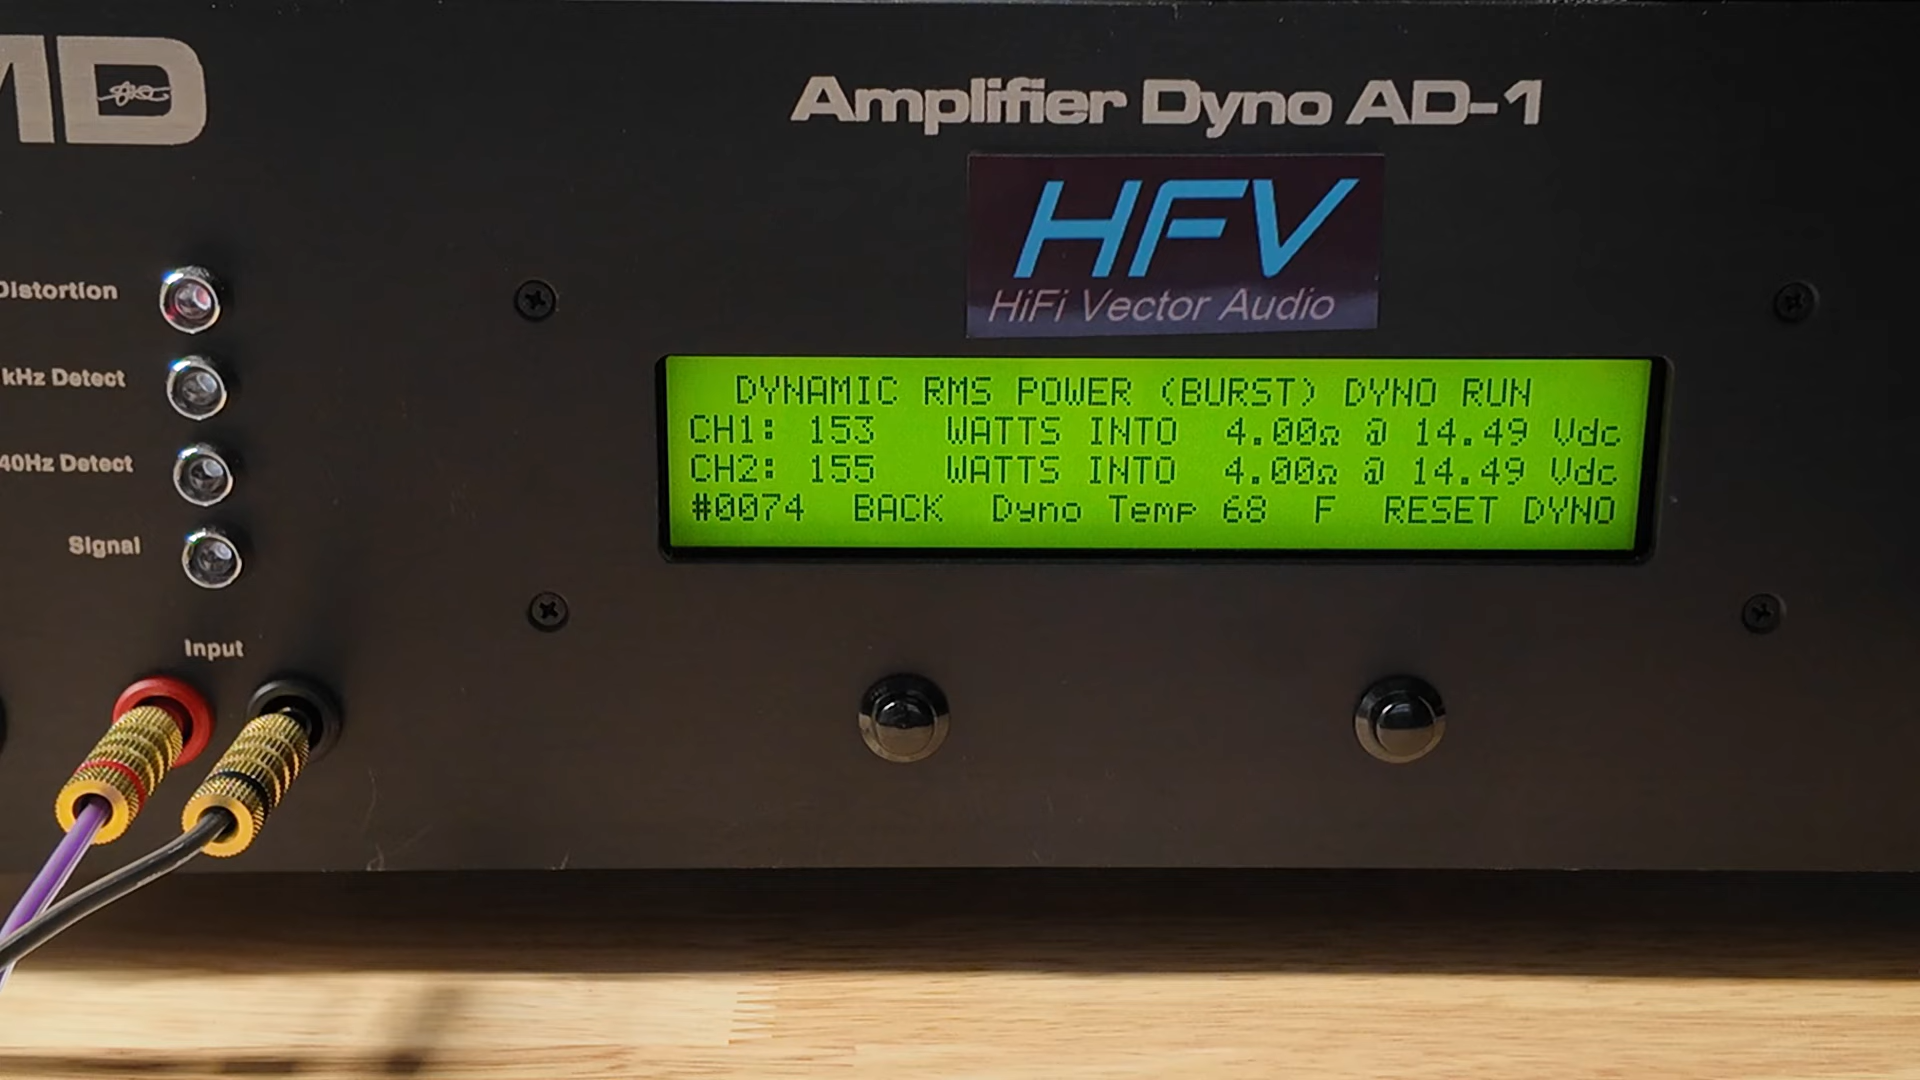 MD
Amplifier Dyno AD-1
HFV
HiFi Vector Audio
Distortion
kHz Detect
40Hz Detect
Signal
Input
DYNAMIC RMS POWER (BURST) DYNO RUN
CH1: 153 WATTS INTO 4.00Ω @ 14.49 Vdc
CH2: 155 WATTS INTO 4.00Ω @ 14.49 Vdc
#0074 BACK Dyno Temp 68 F RESET DYNO